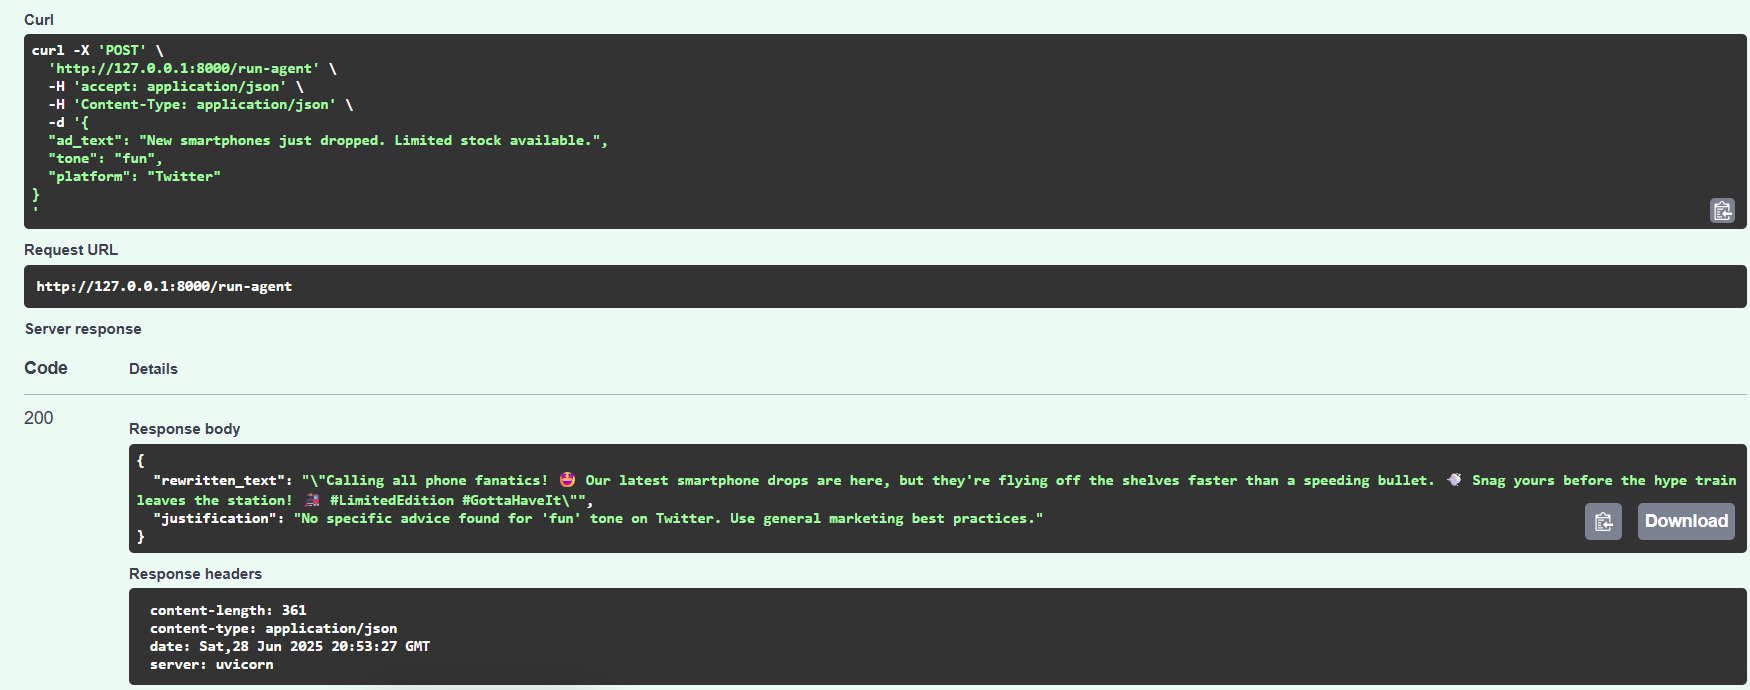 Curl
curl -X 'POST' \
'http://127.0.0.1:8000/run-agent' \
-H 'accept: application/json' \
-H 'Content-Type: application/json' \
-d '{
"ad_text": "New smartphones just dropped. Limited stock available.",
"tone": "fun",
"platform": "Twitter"
}
'
Request URL
http://127.0.0.1:8000/run-agent
Server response
Code Details
200
Response body
{
"rewritten_text": "\"Calling all phone fanatics! 🤩 Our latest smartphone drops are here, but they're flying off the shelves faster than a speeding bullet. 💨 Snag yours before the hype train
leaves the station! 🚂 #LimitedEdition #GottaHaveIt\"",
"justification": "No specific advice found for 'fun' tone on Twitter. Use general marketing best practices."
}
Download
Response headers
content-length: 361
content-type: application/json
date: Sat,28 Jun 2025 20:53:27 GMT
server: uvicorn